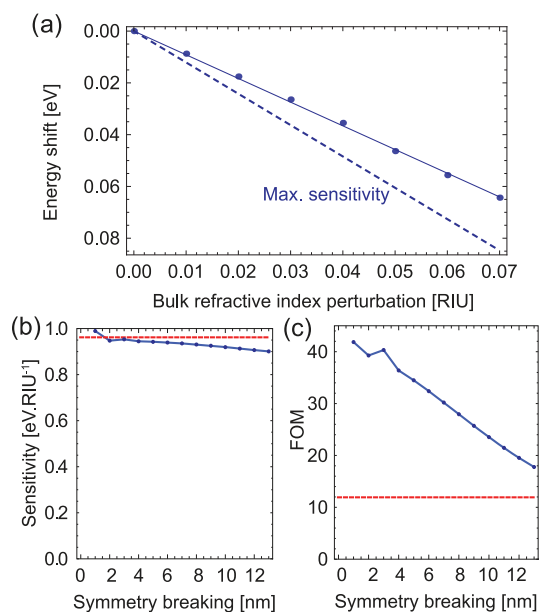 (a)
0.00
0.02
0.04
0.06
0.08
Energy shift [eV]
Max. sensitivity
0.00 0.01 0.02 0.03 0.04 0.05 0.06 0.07
Bulk refractive index perturbation [RIU]
(b)
1.0
0.8
0.6
0.4
0.2
0.0
Sensitivity [eV.RIU⁻¹]
0 2 4 6 8 10 12
Symmetry breaking [nm]
(c)
40
30
20
10
0
FOM
0 2 4 6 8 10 12
Symmetry breaking [nm]